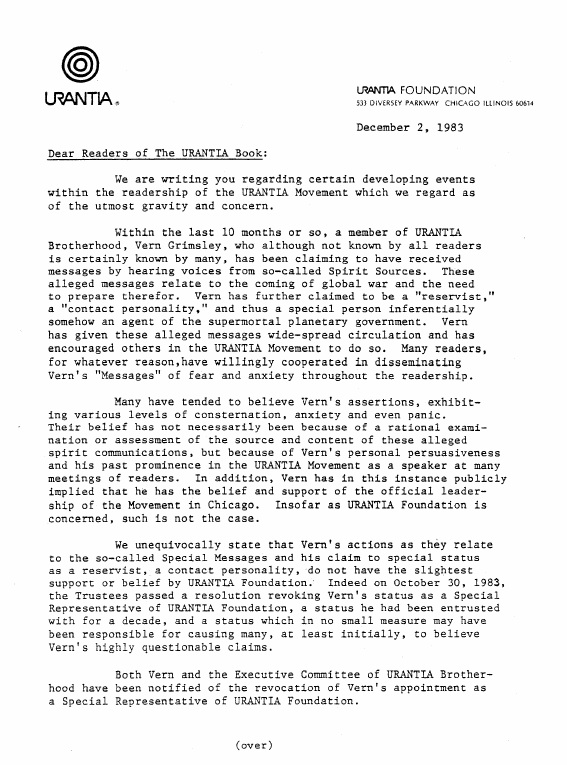 URANTIA®
URANTIA FOUNDATION
533 DIVERSEY PARKWAY CHICAGO ILLINOIS 60614
December 2, 1983
Dear Readers of The URANTIA Book:
We are writing you regarding certain developing events
within the readership of the URANTIA Movement which we regard as
of the utmost gravity and concern.
Within the last 10 months or so, a member of URANTIA
Brotherhood, Vern Grimsley, who although not known by all readers
is certainly known by many, has been claiming to have received
messages by hearing voices from so-called Spirit Sources. These
alleged messages relate to the coming of global war and the need
to prepare therefor. Vern has further claimed to be a "reservist,"
a "contact personality," and thus a special person inferentially
somehow an agent of the supermortal planetary government. Vern
has given these alleged messages wide-spread circulation and has
encouraged others in the URANTIA Movement to do so. Many readers,
for whatever reason,have willingly cooperated in disseminating
Vern's "Messages" of fear and anxiety throughout the readership.
Many have tended to believe Vern's assertions, exhibit-
ing various levels of consternation, anxiety and even panic.
Their belief has not necessarily been because of a rational exami-
nation or assessment of the source and content of these alleged
spirit communications, but because of Vern's personal persuasiveness
and his past prominence in the URANTIA Movement as a speaker at many
meetings of readers. In addition, Vern has in this instance publicly
implied that he has the belief and support of the official leader-
ship of the Movement in Chicago. Insofar as URANTIA Foundation is
concerned, such is not the case.
We unequivocally state that Vern's actions as they relate
to the so-called Special Messages and his claim to special status
as a reservist, a contact personality, do not have the slightest
support or belief by URANTIA Foundation. Indeed on October 30, 1983,
the Trustees passed a resolution revoking Vern's status as a Special
Representative of URANTIA Foundation, a status he had been entrusted
with for a decade, and a status which in no small measure may have
been responsible for causing many, at least initially, to believe
Vern's highly questionable claims.
Both Vern and the Executive Committee of URANTIA Brother-
hood have been notified of the revocation of Vern's appointment as
a Special Representative of URANTIA Foundation.
(over)